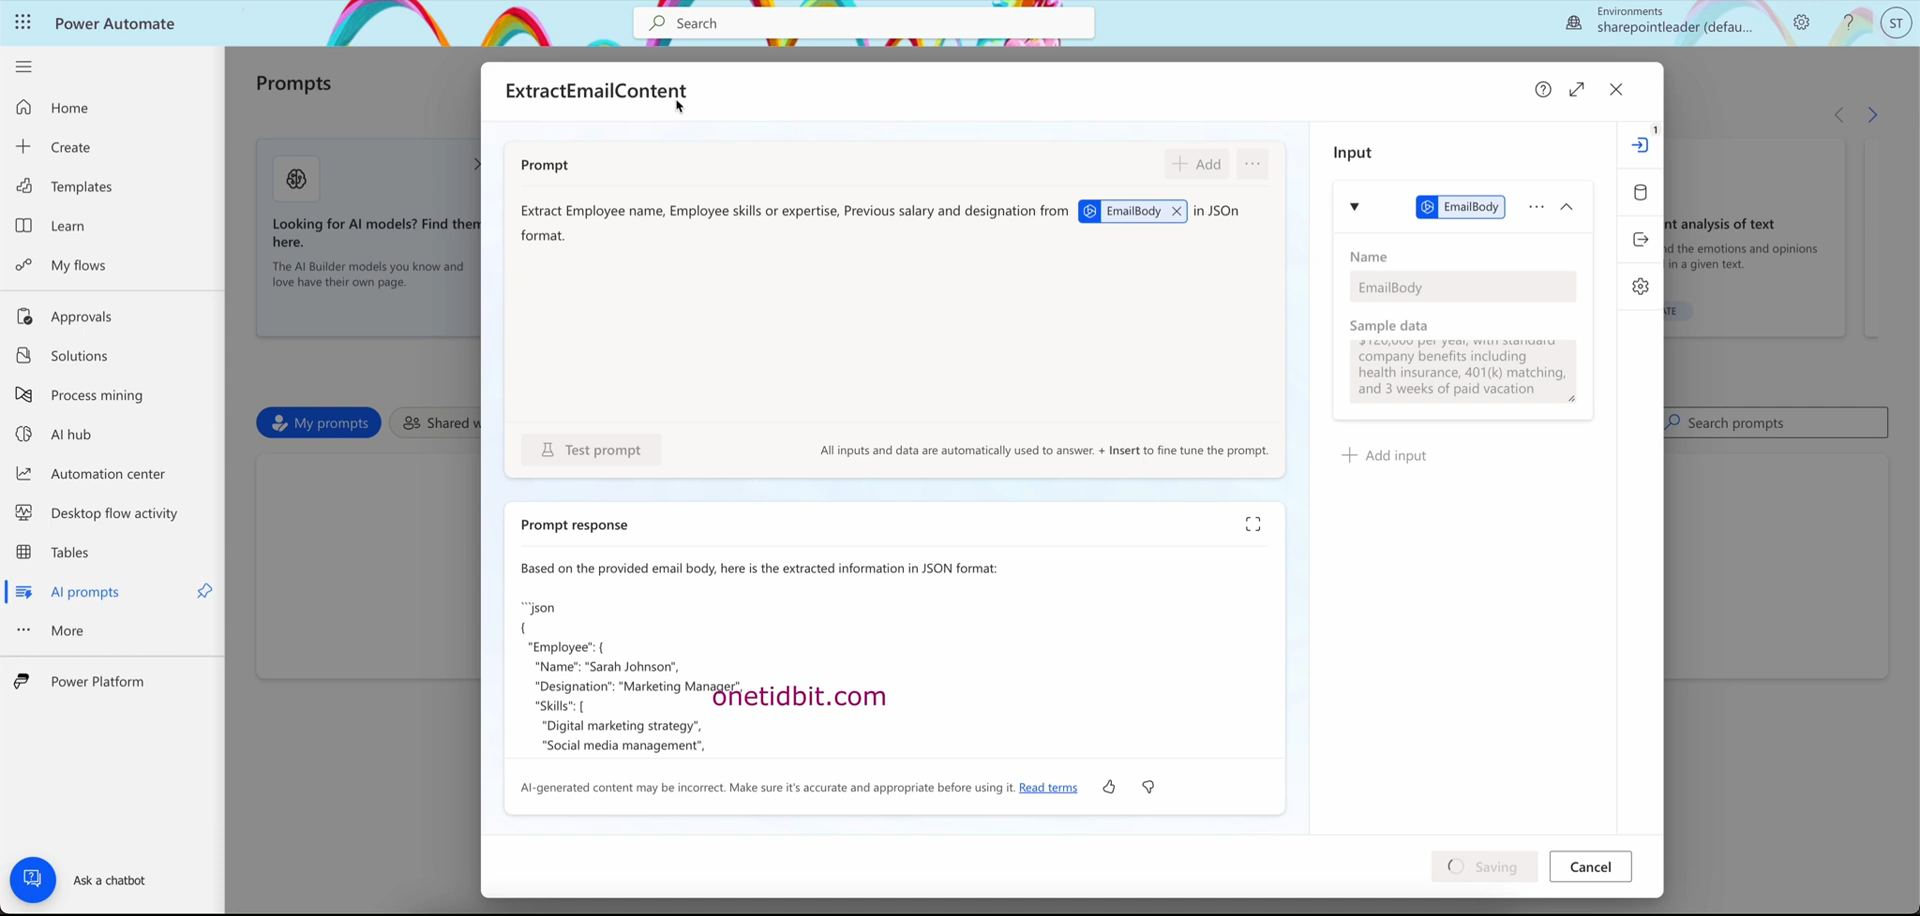 Power Automate
Search
Environments
sharepointleader (defau...
ST
Home
Create
Templates
Learn
My flows
Approvals
Solutions
Process mining
AI hub
Automation center
Desktop flow activity
Tables
AI prompts
More
Power Platform
Ask a chatbot
Prompts
Looking for AI models? Find them
here.
The AI Builder models you know and
love have their own page.
My prompts
Shared w
nt analysis of text
d the emotions and opinions
in a given text.
ATE
Search prompts
ExtractEmailContent
Prompt
Add
Extract Employee name, Employee skills or expertise, Previous salary and designation from EmailBody in JSOn
format.
Test prompt
All inputs and data are automatically used to answer. + Insert to fine tune the prompt.
Prompt response
Based on the provided email body, here is the extracted information in JSON format:
```json
{
"Employee": {
"Name": "Sarah Johnson",
"Designation": "Marketing Manager",
"Skills": [
"Digital marketing strategy",
"Social media management",
onetidbit.com
AI-generated content may be incorrect. Make sure it's accurate and appropriate before using it. Read terms
Input
1
EmailBody
Name
EmailBody
Sample data
$120,000 per year, with standard
company benefits including
health insurance, 401(k) matching,
and 3 weeks of paid vacation
Add input
Saving
Cancel